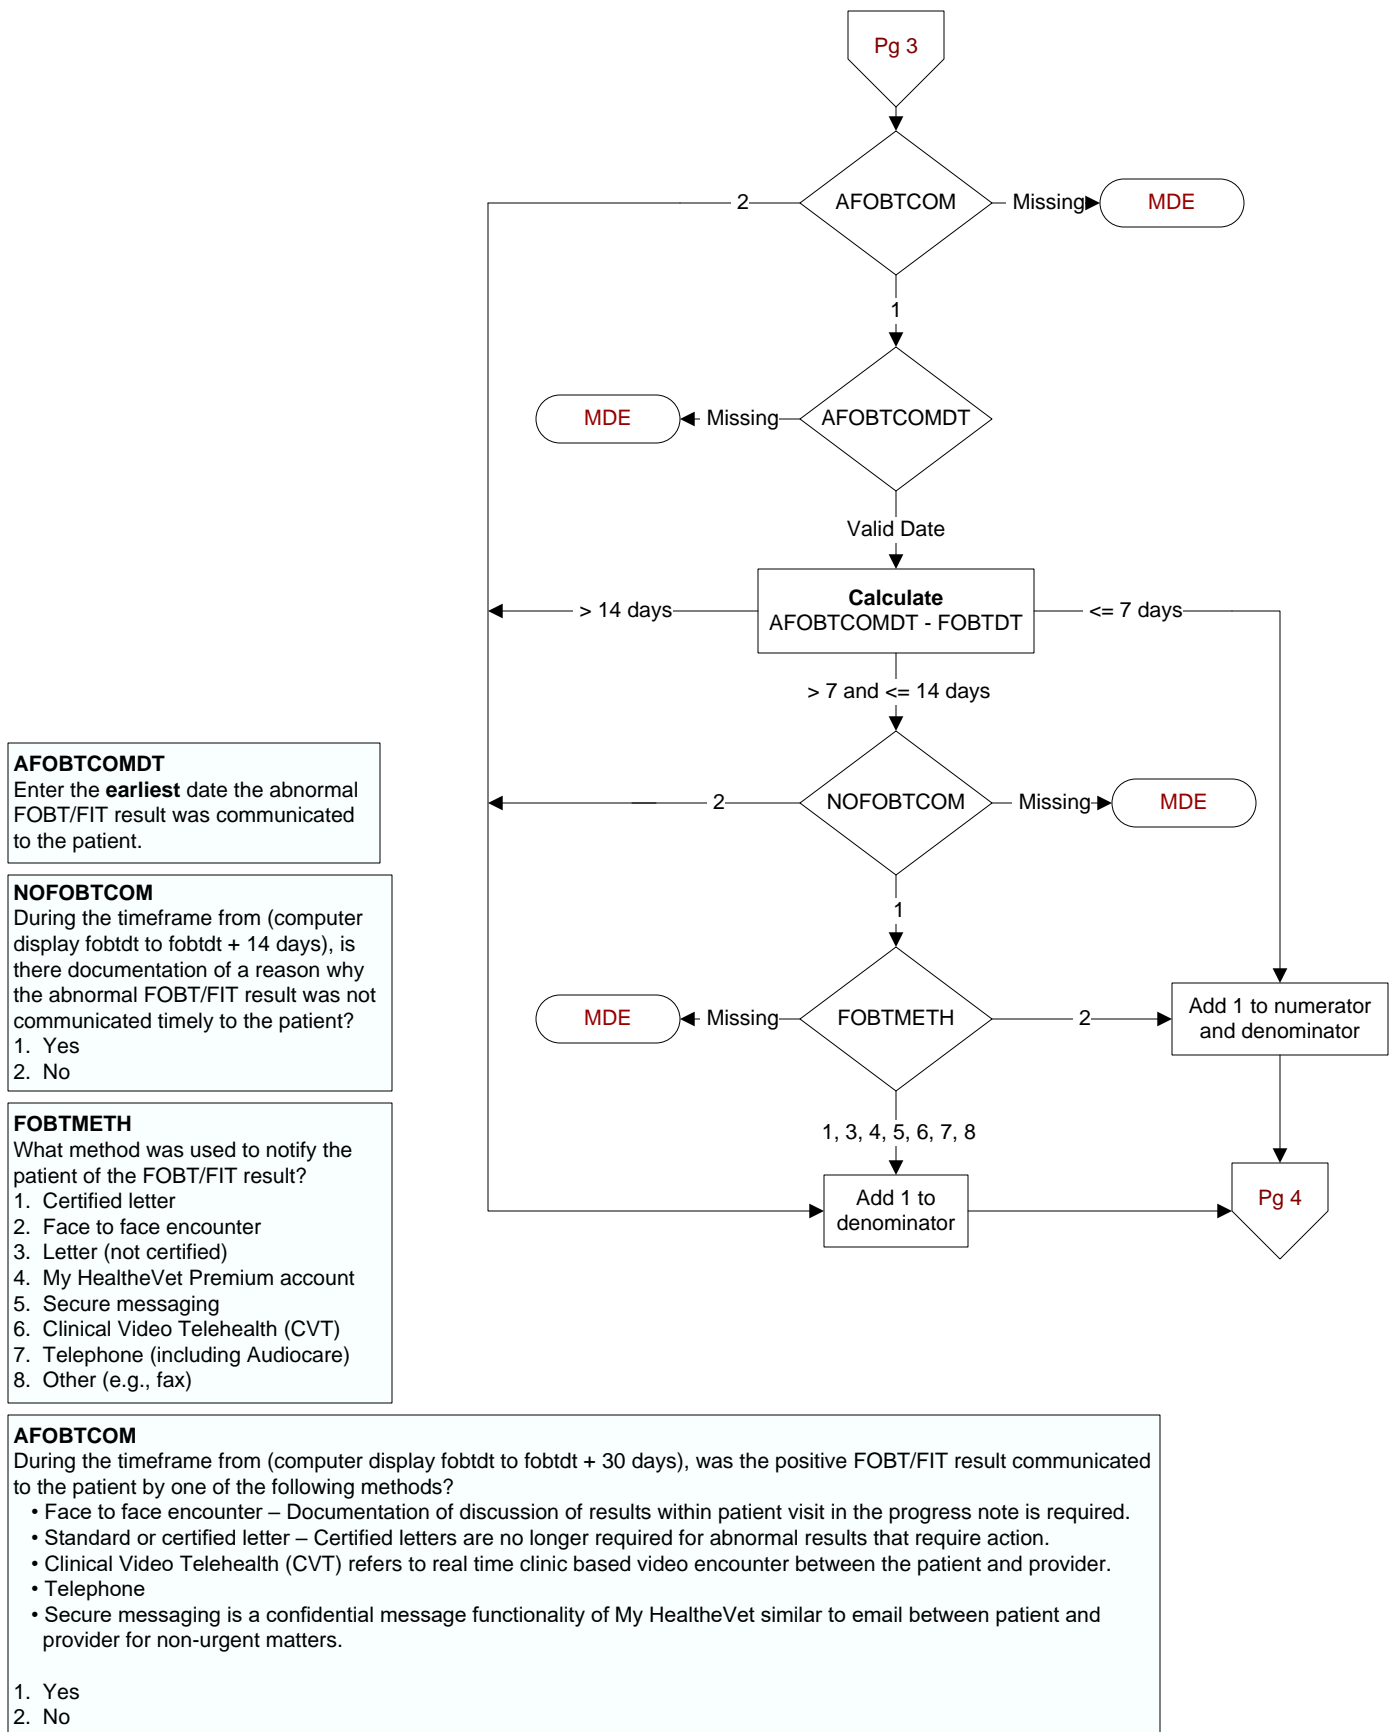 Pg 3
AFOBTCOM
2
Missing
MDE
1
AFOBTCOMDT
Missing
MDE
Valid Date
Calculate
AFOBTCOMDT - FOBTDT
> 14 days
<= 7 days
> 7 and <= 14 days
NOFOBTCOM
2
Missing
MDE
1
FOBTMETH
Missing
MDE
2
Add 1 to numerator
and denominator
1, 3, 4, 5, 6, 7, 8
Add 1 to
denominator
Pg 4
AFOBTCOMDT
Enter the earliest date the abnormal
FOBT/FIT result was communicated
to the patient.
NOFOBTCOM
During the timeframe from (computer
display fobtdt to fobtdt + 14 days), is
there documentation of a reason why
the abnormal FOBT/FIT result was not
communicated timely to the patient?
1. Yes
2. No
FOBTMETH
What method was used to notify the
patient of the FOBT/FIT result?
1. Certified letter
2. Face to face encounter
3. Letter (not certified)
4. My HealtheVet Premium account
5. Secure messaging
6. Clinical Video Telehealth (CVT)
7. Telephone (including Audiocare)
8. Other (e.g., fax)
AFOBTCOM
During the timeframe from (computer display fobtdt to fobtdt + 30 days), was the positive FOBT/FIT result communicated
to the patient by one of the following methods?
• Face to face encounter – Documentation of discussion of results within patient visit in the progress note is required.
• Standard or certified letter – Certified letters are no longer required for abnormal results that require action.
• Clinical Video Telehealth (CVT) refers to real time clinic based video encounter between the patient and provider.
• Telephone
• Secure messaging is a confidential message functionality of My HealtheVet similar to email between patient and
provider for non-urgent matters.
1. Yes
2. No